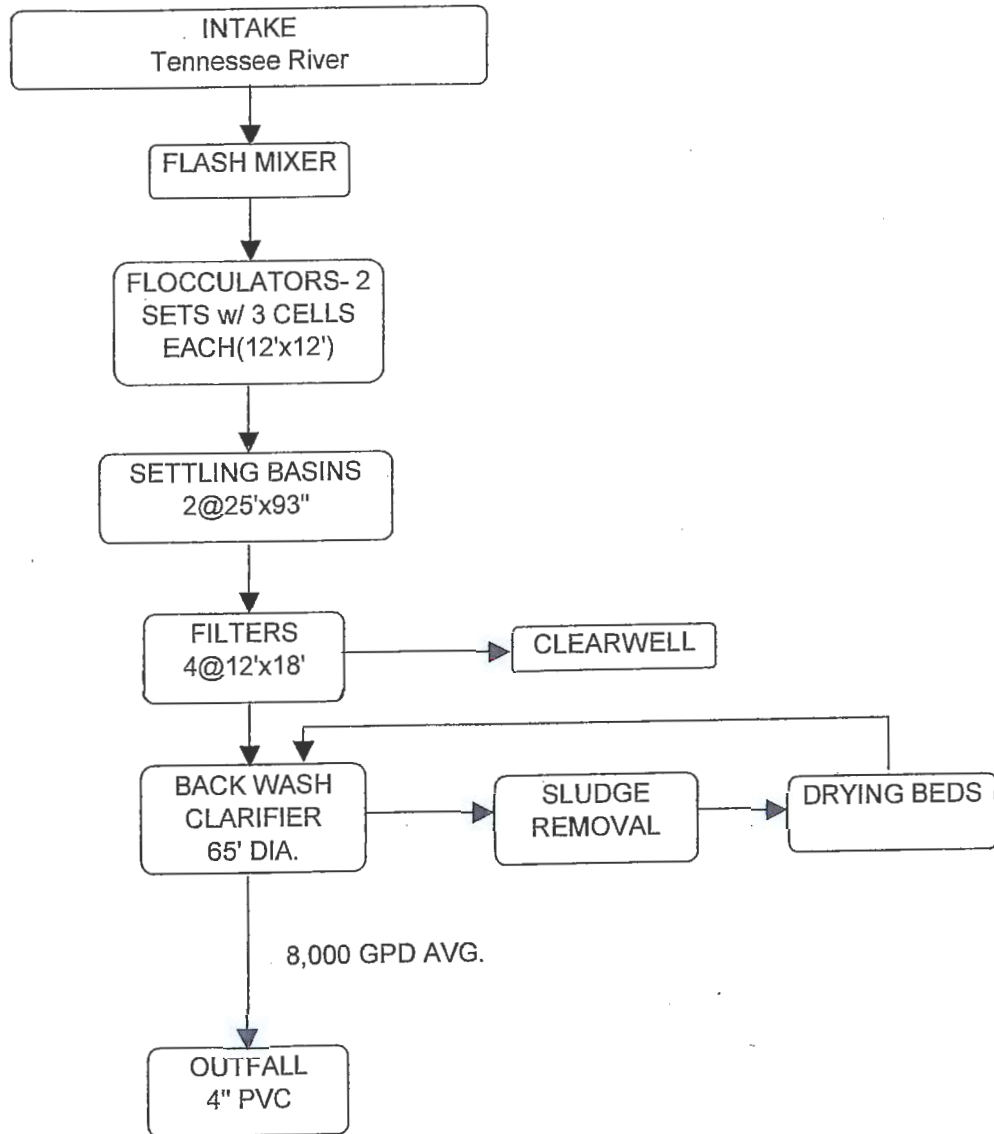 INTAKE
Tennessee River
FLASH MIXER
FLOCCULATORS- 2
SETS w/ 3 CELLS
EACH(12'x12')
SETTLING BASINS
2@25'x93"
FILTERS
4@12'x18'
CLEARWELL
BACK WASH
CLARIFIER
65' DIA.
SLUDGE
REMOVAL
DRYING BEDS
8,000 GPD AVG.
OUTFALL
4" PVC